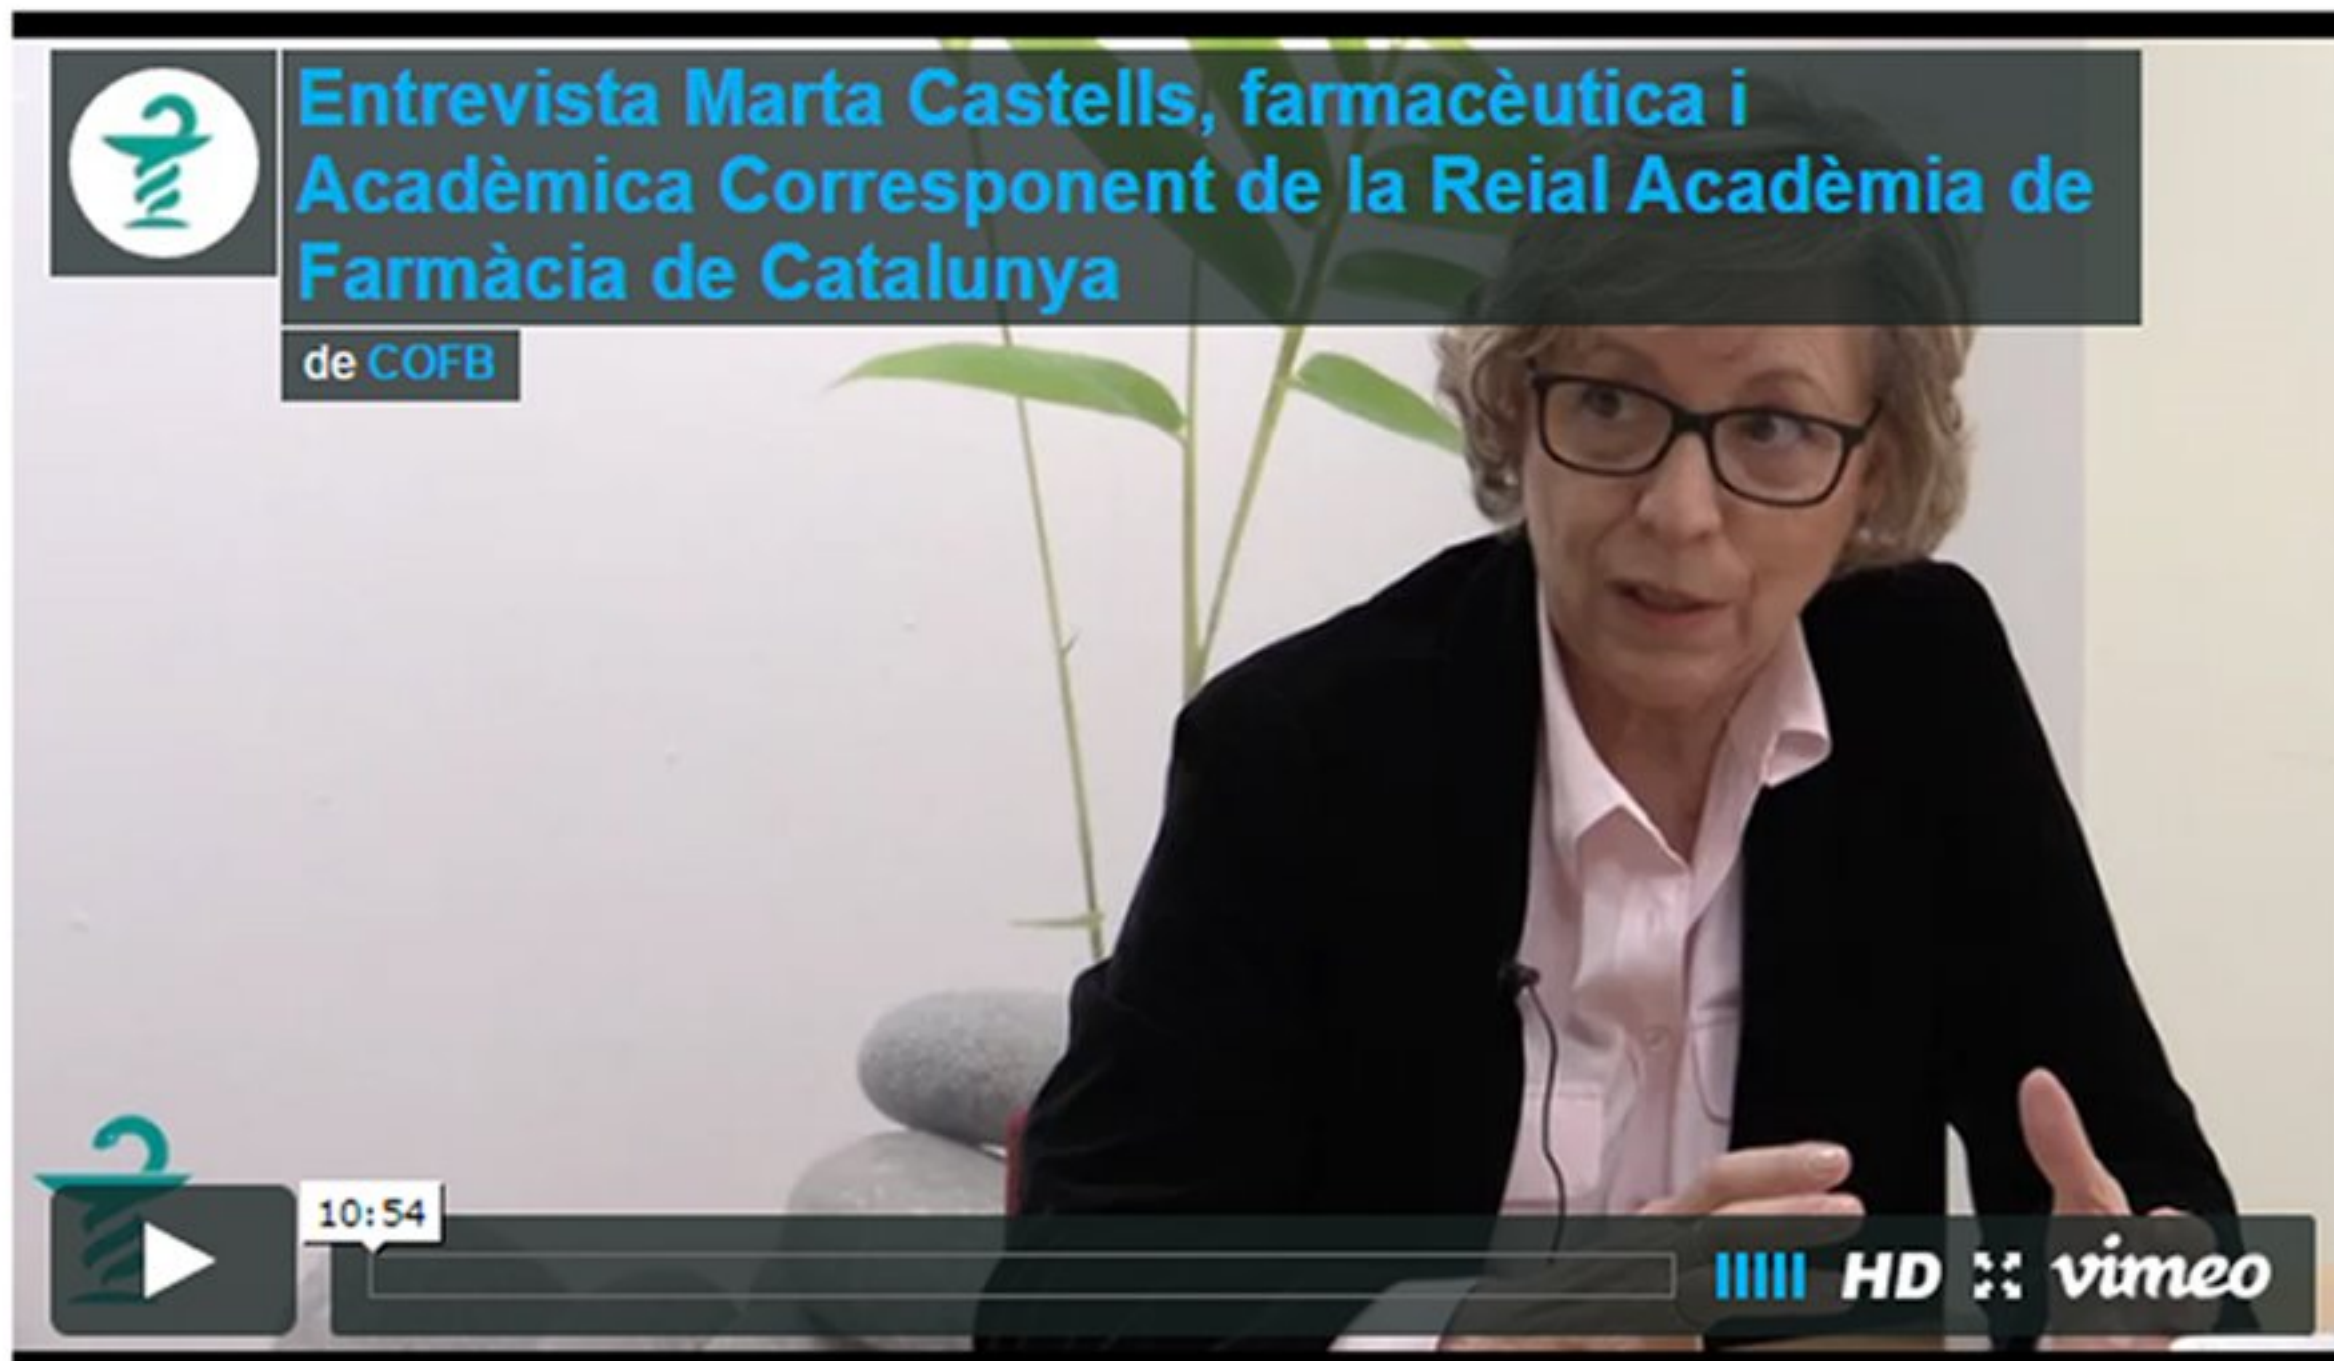 Entrevista Marta Castells, farmacèutica i
Acadèmica Corresponent de la Reial Acadèmia de
Farmàcia de Catalunya
de COFB
10:54
HD vimeo